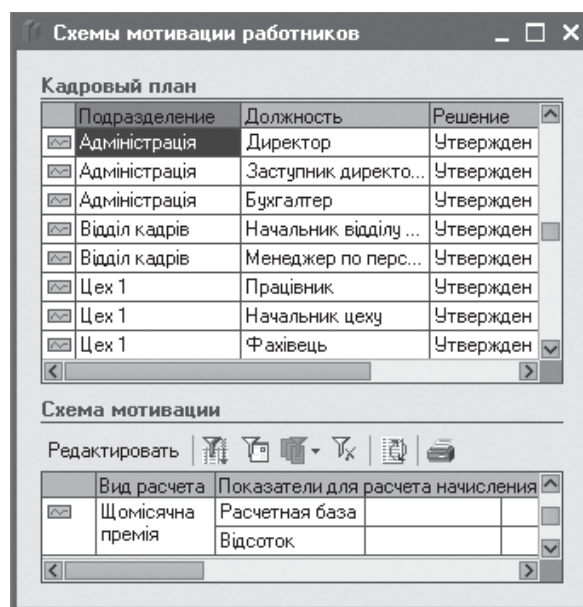 Схемы мотивации работников
Кадровый план
Подразделение Должность Решение
Адміністрація Директор Утвержден
Адміністрація Заступник директо... Утвержден
Адміністрація Бухгалтер Утвержден
Відділ кадрів Начальник відділу ... Утвержден
Відділ кадрів Менеджер по перс... Утвержден
Цех 1 Працівник Утвержден
Цех 1 Начальник цеху Утвержден
Цех 1 Фахівець Утвержден
Схема мотивации
Редактировать
Вид расчета Показатели для расчета начисления
Щомісячна Расчетная база
премія Відсоток